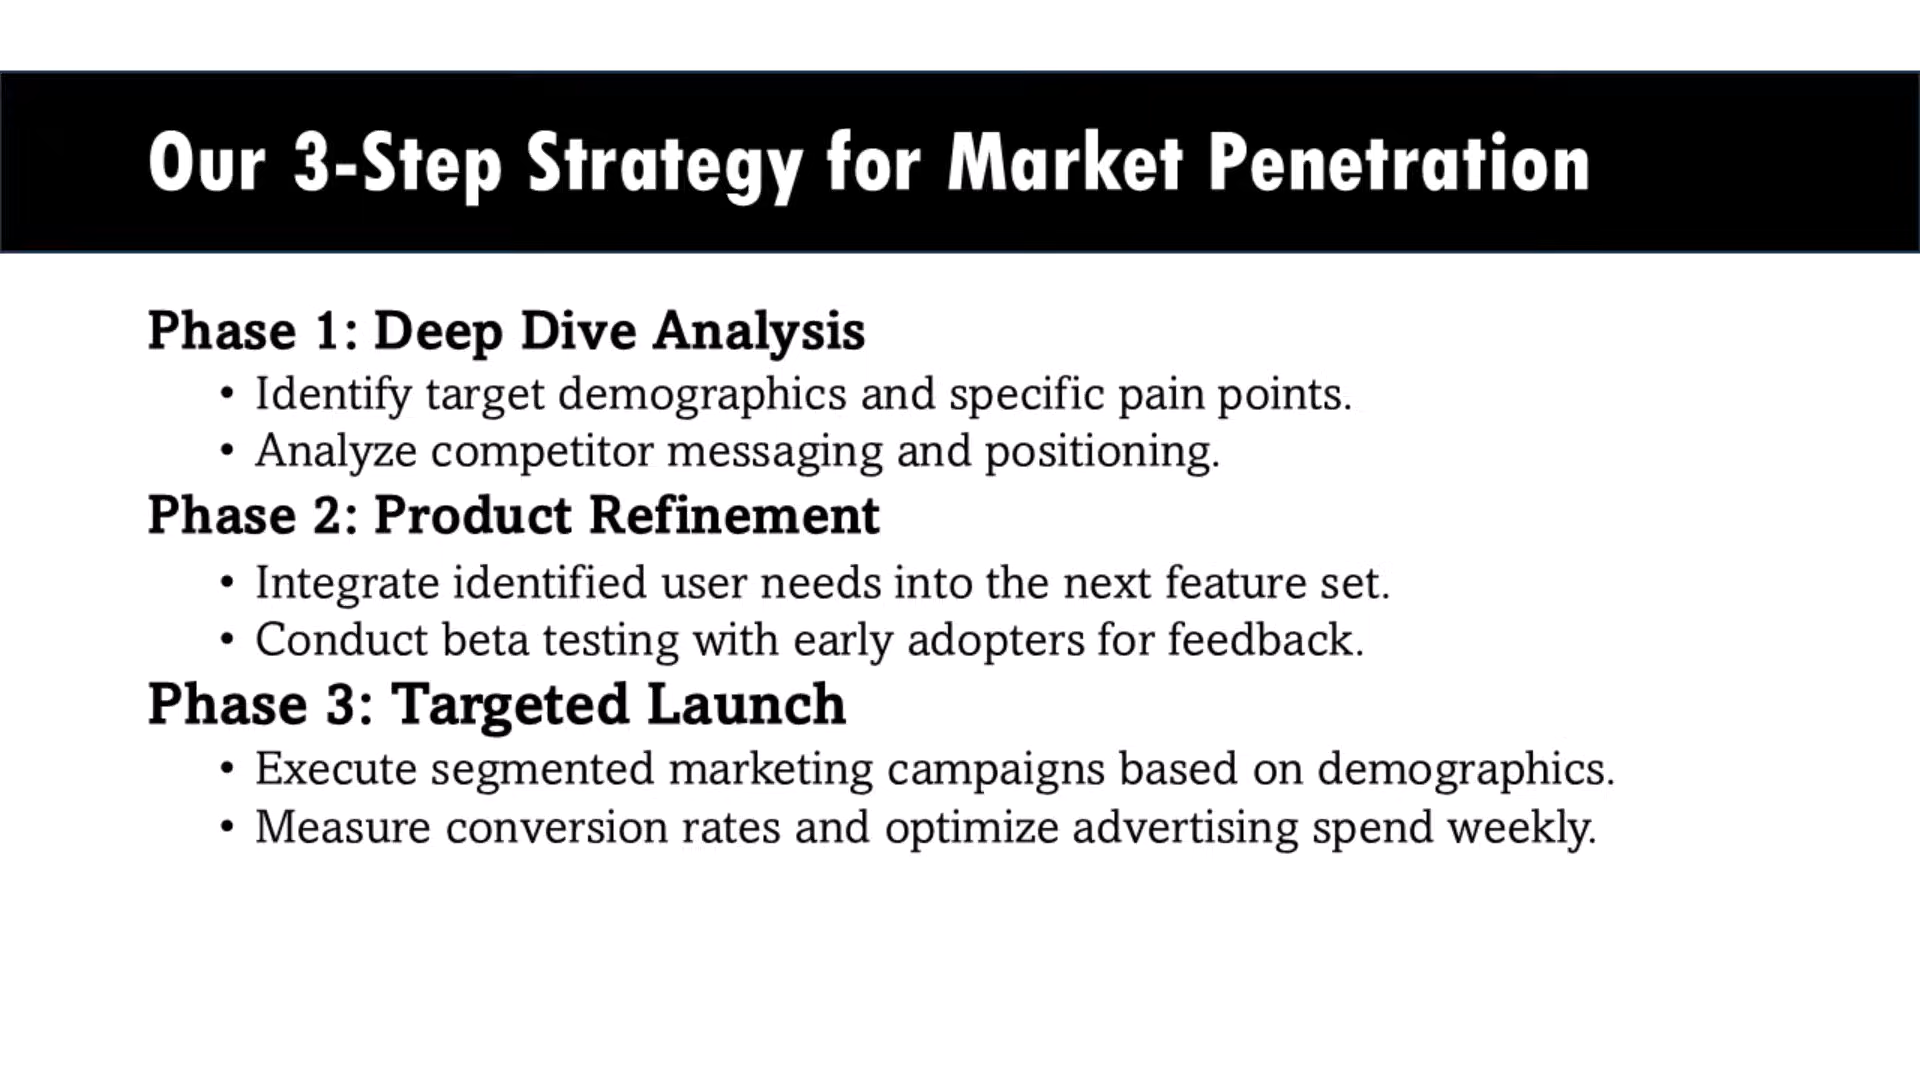 Our 3-Step Strategy for Market Penetration
Phase 1: Deep Dive Analysis
• Identify target demographics and specific pain points.
• Analyze competitor messaging and positioning.
Phase 2: Product Refinement
• Integrate identified user needs into the next feature set.
• Conduct beta testing with early adopters for feedback.
Phase 3: Targeted Launch
• Execute segmented marketing campaigns based on demographics.
• Measure conversion rates and optimize advertising spend weekly.